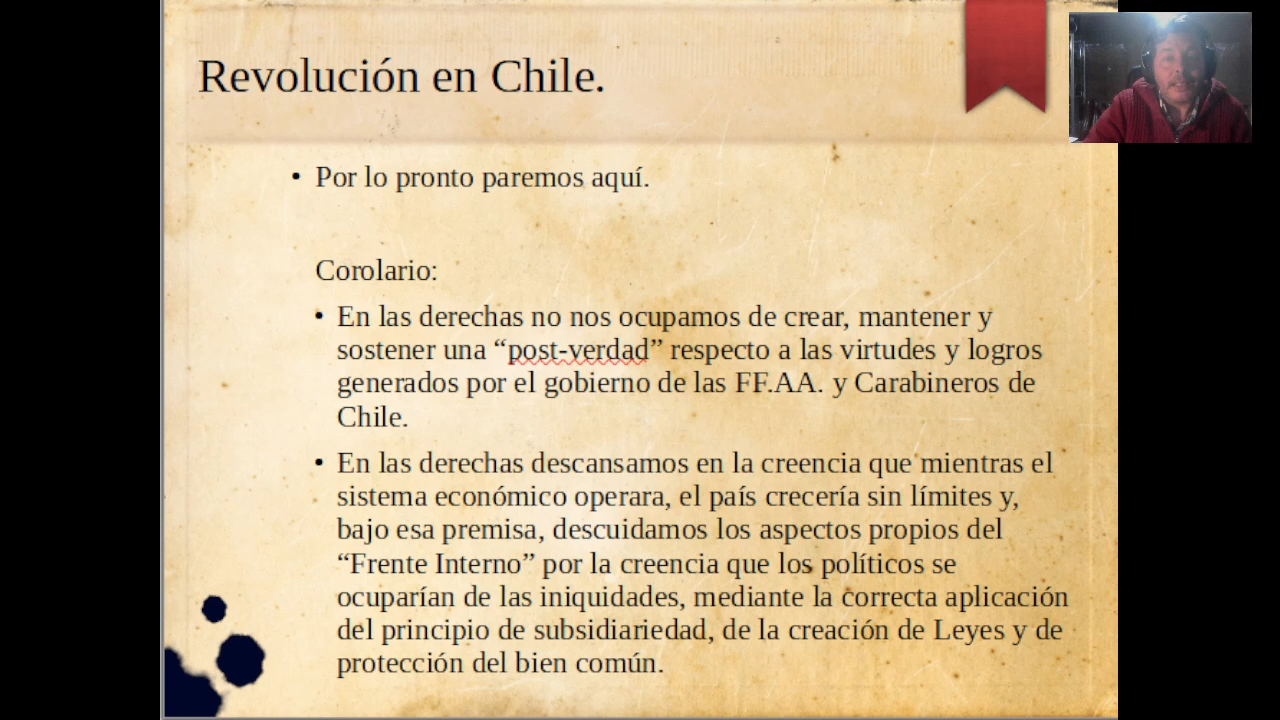 Revolución en Chile.
• Por lo pronto paremos aquí.
Corolario:
• En las derechas no nos ocupamos de crear, mantener y
sostener una “post-verdad” respecto a las virtudes y logros
generados por el gobierno de las FF.AA. y Carabineros de
Chile.
• En las derechas descansamos en la creencia que mientras el
sistema económico operara, el país crecería sin límites y,
bajo esa premisa, descuidamos los aspectos propios del
“Frente Interno” por la creencia que los políticos se
ocuparían de las iniquidades, mediante la correcta aplicación
del principio de subsidiariedad, de la creación de Leyes y de
protección del bien común.